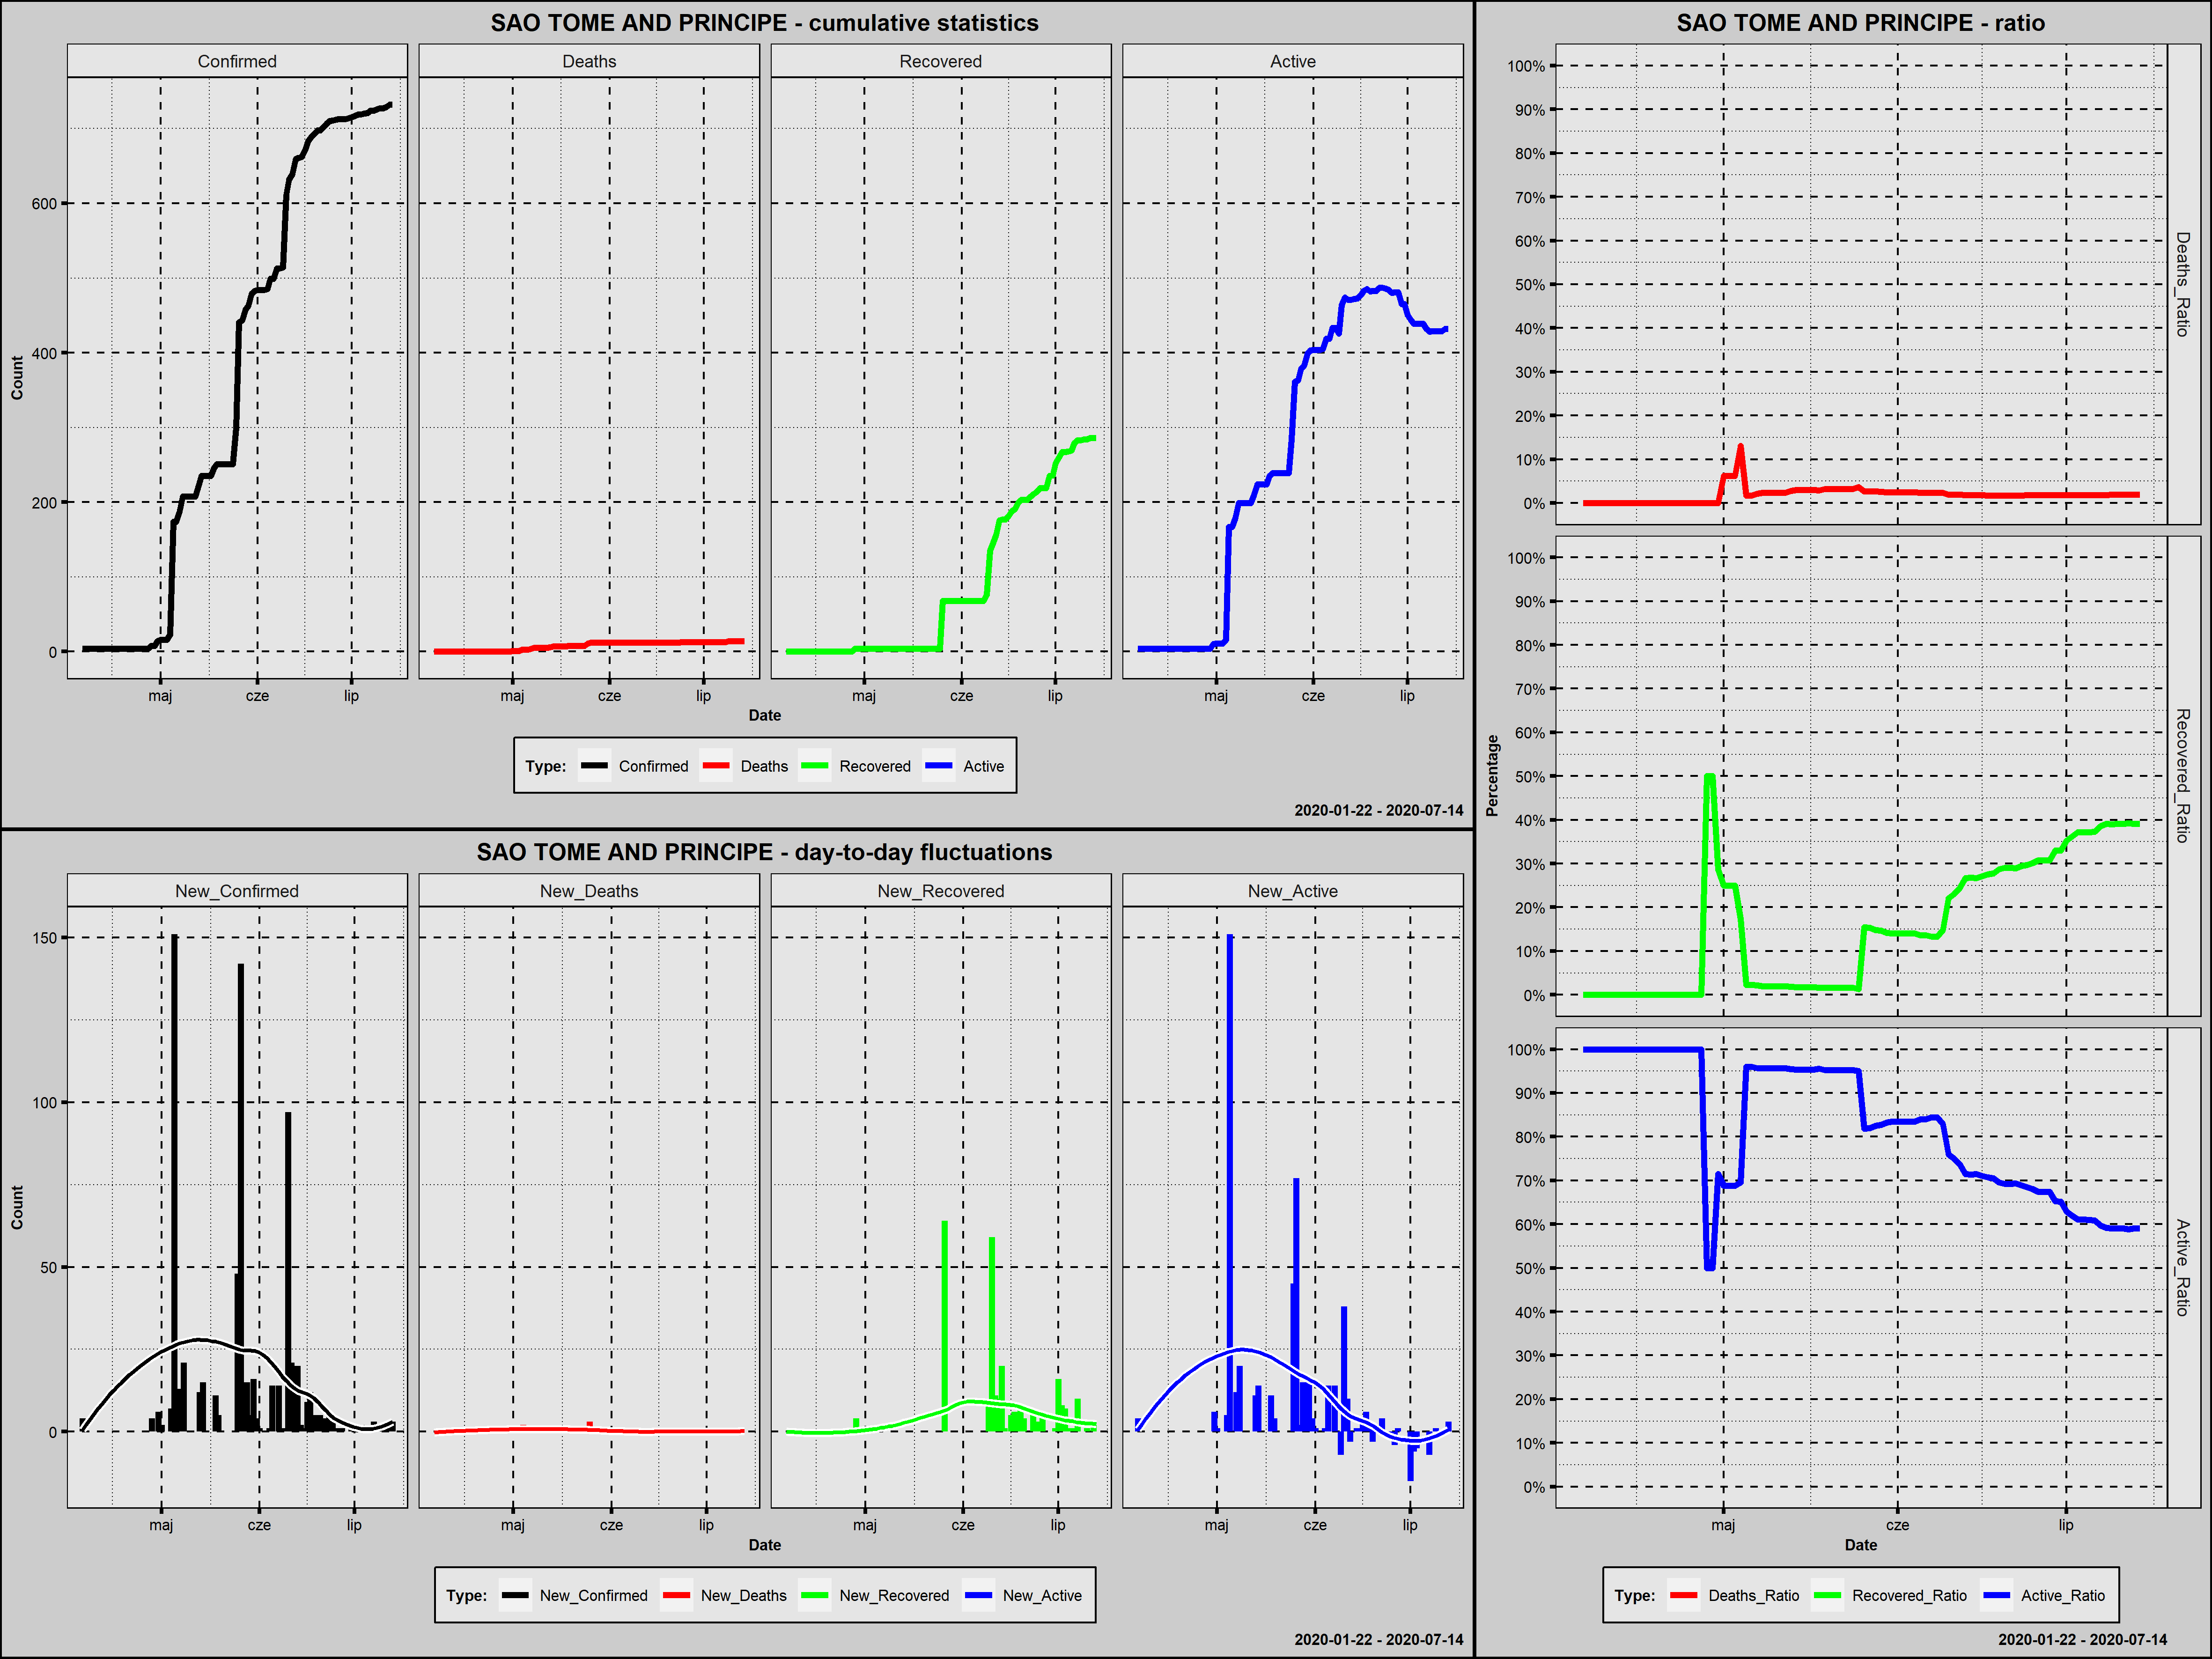 SAO TOME AND PRINCIPE - cumulative statistics
Confirmed Deaths Recovered Active
Count
600
400
200
0
maj cze lip maj cze lip maj cze lip maj cze lip
Date
Type: Confirmed Deaths Recovered Active
2020-01-22 - 2020-07-14
SAO TOME AND PRINCIPE - day-to-day fluctuations
New_Confirmed New_Deaths New_Recovered New_Active
Count
150
100
50
0
maj cze lip maj cze lip maj cze lip maj cze lip
Date
Type: New_Confirmed New_Deaths New_Recovered New_Active
2020-01-22 - 2020-07-14
SAO TOME AND PRINCIPE - ratio
Percentage
100%
90%
80%
70%
60%
50%
40%
30%
20%
10%
0%
Deaths_Ratio
100%
90%
80%
70%
60%
50%
40%
30%
20%
10%
0%
Recovered_Ratio
100%
90%
80%
70%
60%
50%
40%
30%
20%
10%
0%
Active_Ratio
maj cze lip
Date
Type: Deaths_Ratio Recovered_Ratio Active_Ratio
2020-01-22 - 2020-07-14